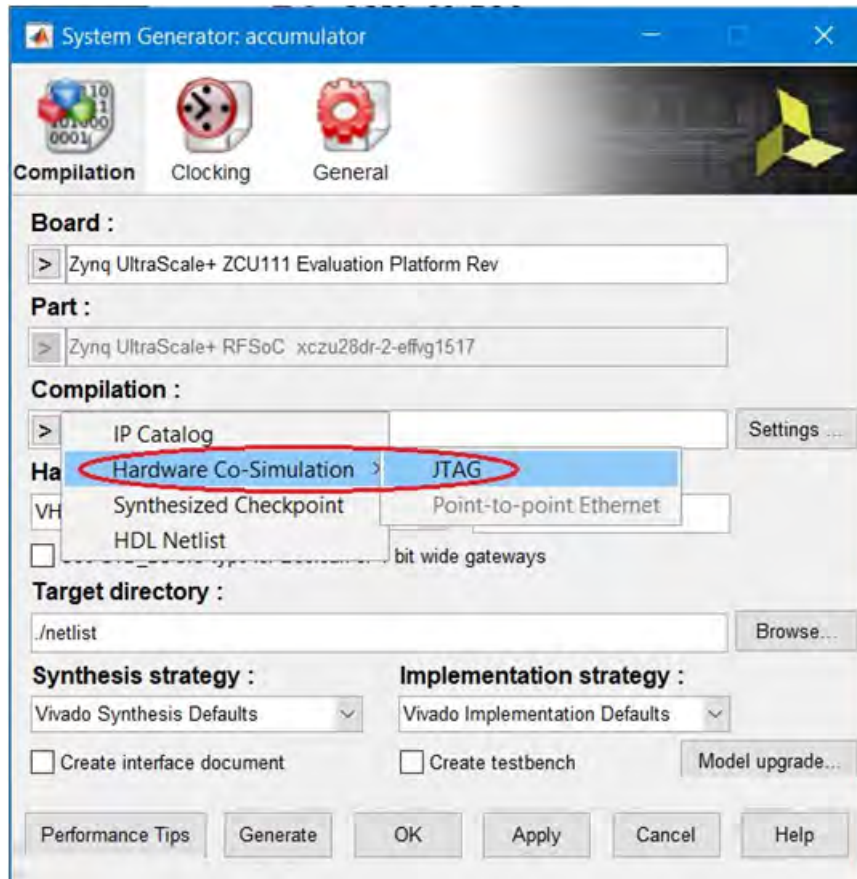 System Generator: accumulator
Compilation Clocking General
Board :
> Zynq UltraScale+ ZCU111 Evaluation Platform Rev
Part :
> Zynq UltraScale+ RFSoC xczu28dr-2-effvg1517
Compilation :
> IP Catalog Settings ...
Ha Hardware Co-Simulation > JTAG
VH Synthesized Checkpoint Point-to-point Ethernet
HDL Netlist
bit wide gateways
Target directory :
./netlist Browse...
Synthesis strategy : Implementation strategy :
Vivado Synthesis Defaults Vivado Implementation Defaults
Create interface document Create testbench Model upgrade...
Performance Tips Generate OK Apply Cancel Help